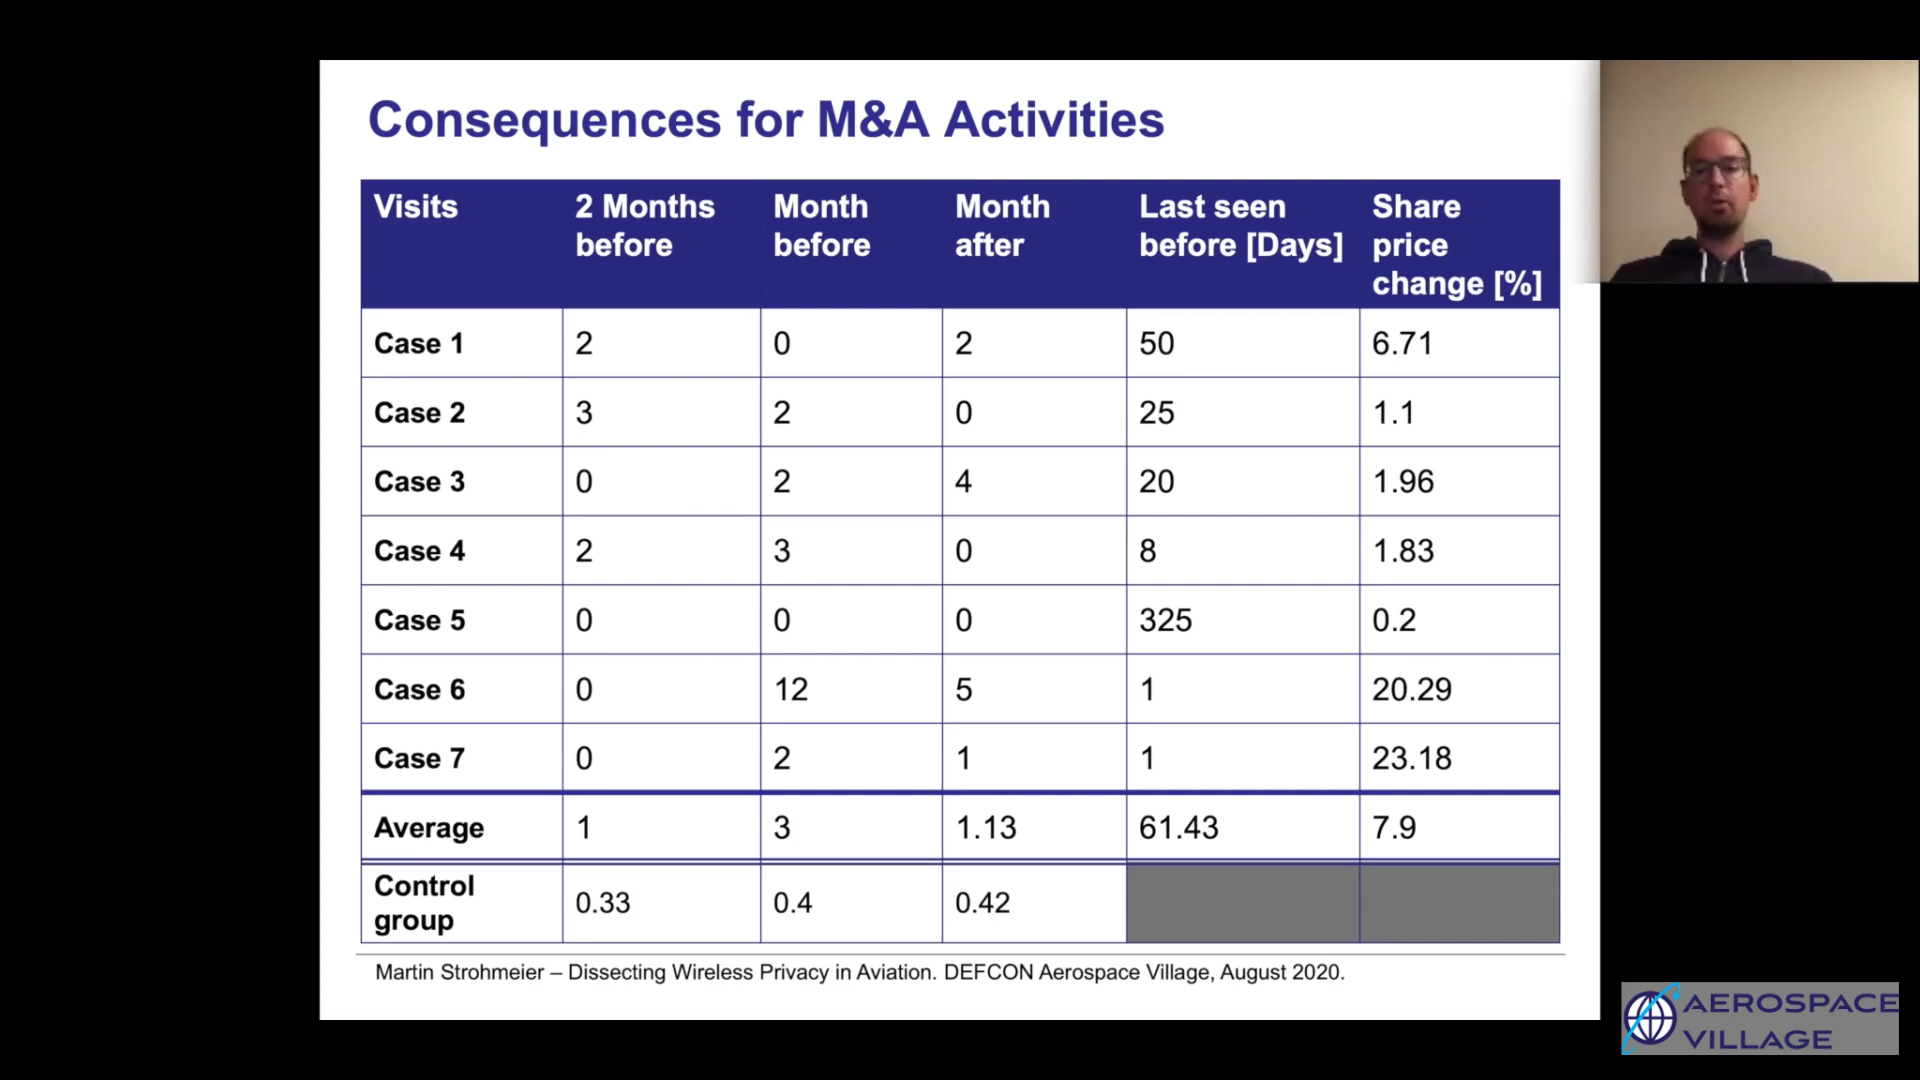 Consequences for M&A Activities
Visits 2 Months before Month before Month after Last seen before [Days] Share price change [%]
Case 1 2 0 2 50 6.71
Case 2 3 2 0 25 1.1
Case 3 0 2 4 20 1.96
Case 4 2 3 0 8 1.83
Case 5 0 0 0 325 0.2
Case 6 0 12 5 1 20.29
Case 7 0 2 1 1 23.18
Average 1 3 1.13 61.43 7.9
Control group 0.33 0.4 0.42
Martin Strohmeier – Dissecting Wireless Privacy in Aviation. DEFCON Aerospace Village, August 2020.
AEROSPACE
VILLAGE